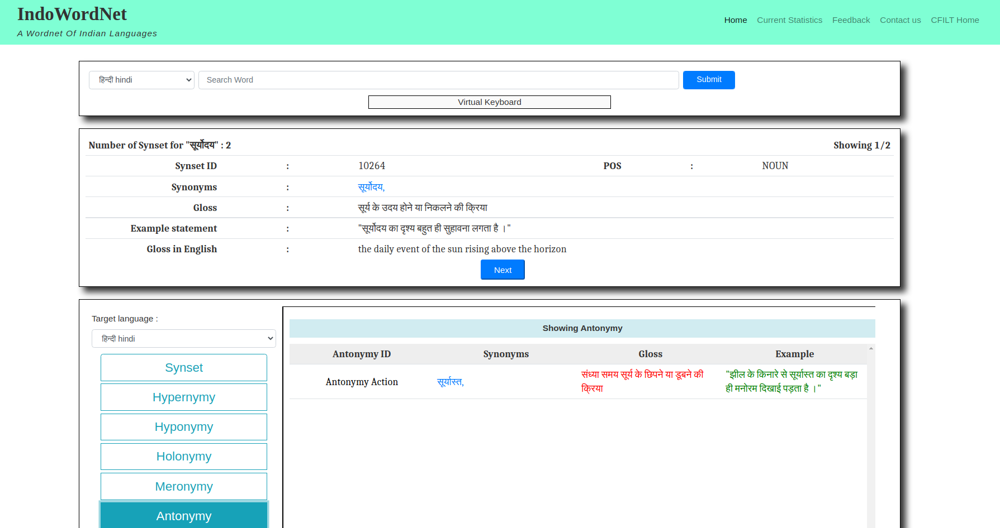 IndoWordNet
A Wordnet Of Indian Languages
Home Current Statistics Feedback Contact us CFILT Home
हिन्दी hindi Search Word Submit
Virtual Keyboard
Number of Synset for "सूर्योदय" : 2 Showing 1/2
Synset ID : 10264 POS : NOUN
Synonyms : सूर्योदय,
Gloss : सूर्य के उदय होने या निकलने की क्रिया
Example statement : "सूर्योदय का दृश्य बहुत ही सुहावना लगता है ।"
Gloss in English : the daily event of the sun rising above the horizon
Next
Target language :
हिन्दी hindi
Synset
Hypernymy
Hyponymy
Holonymy
Meronymy
Antonymy
Showing Antonymy
Antonymy ID Synonyms Gloss Example
Antonymy Action सूर्यास्त, संध्या समय सूर्य के छिपने या डूबने की "झील के किनारे से सूर्यास्त का दृश्य बड़ा
क्रिया ही मनोरम दिखाई पड़ता है ।"